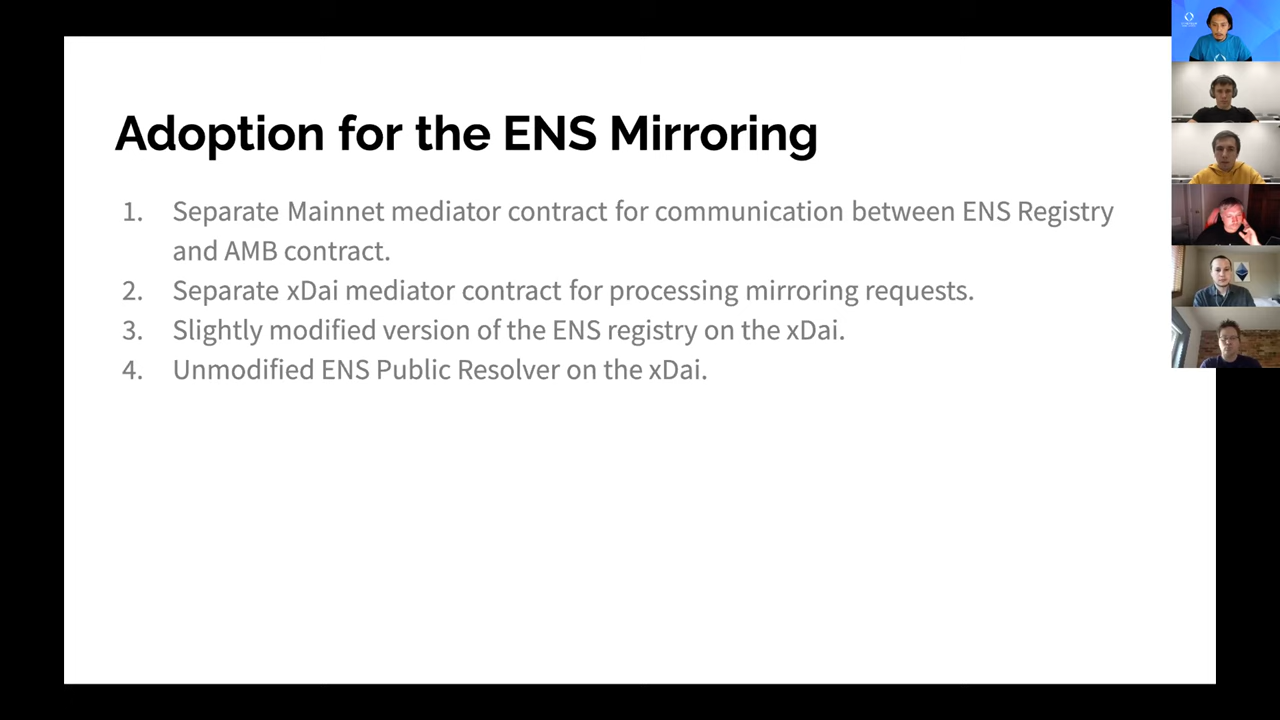 Adoption for the ENS Mirroring
1. Separate Mainnet mediator contract for communication between ENS Registry
and AMB contract.
2. Separate xDai mediator contract for processing mirroring requests.
3. Slightly modified version of the ENS registry on the xDai.
4. Unmodified ENS Public Resolver on the xDai.